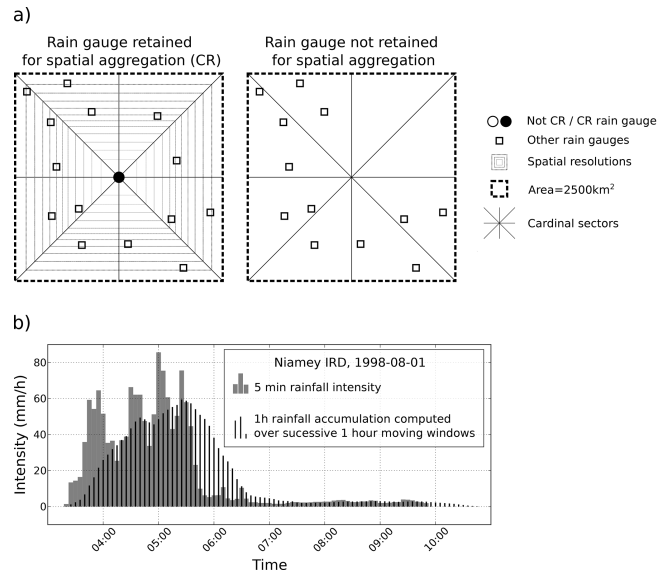 a)
Rain gauge retained
for spatial aggregation (CR)
Rain gauge not retained
for spatial aggregation
Not CR / CR rain gauge
Other rain gauges
Spatial resolutions
Area=2500km²
Cardinal sectors
b)
Niamey IRD, 1998-08-01
5 min rainfall intensity
1h rainfall accumulation computed
over sucessive 1 hour moving windows
Intensity (mm/h)
80
60
40
20
0
04:00 05:00 06:00 07:00 08:00 09:00 10:00
Time